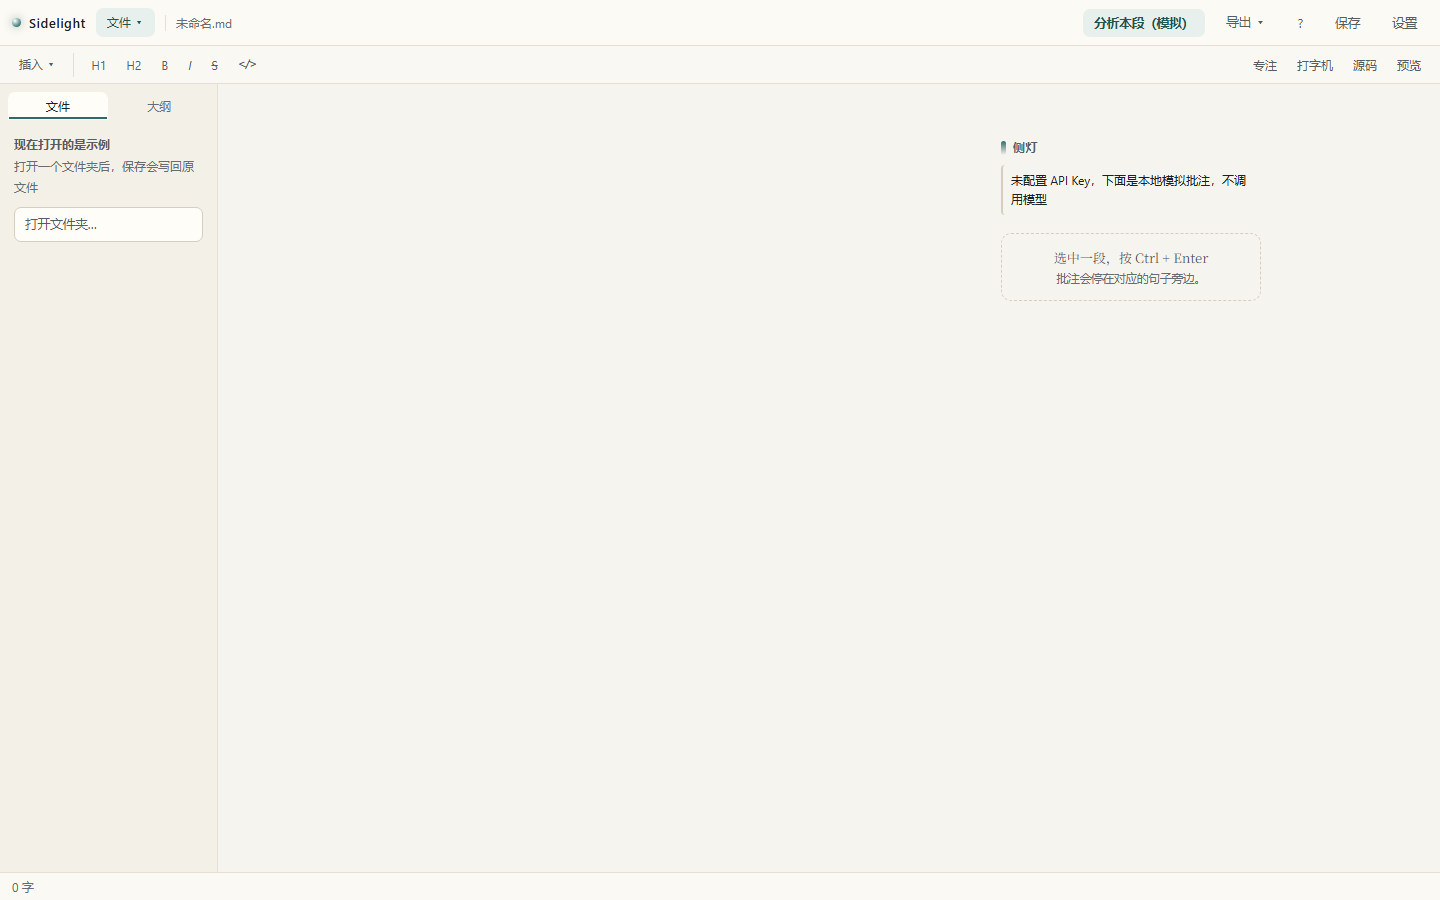 Sidelight 文件 ▾ 未命名.md 分析本段（模拟） 导出 ▾ ? 保存 设置
插入 ▾ H1 H2 B I S </> 专注 打字机 源码 预览
文件 大纲
现在打开的是示例
打开一个文件夹后，保存会写回原
文件
打开文件夹...
侧灯
未配置 API Key，下面是本地模拟批注，不调
用模型
选中一段，按 Ctrl + Enter
批注会停在对应的句子旁边。
0 字